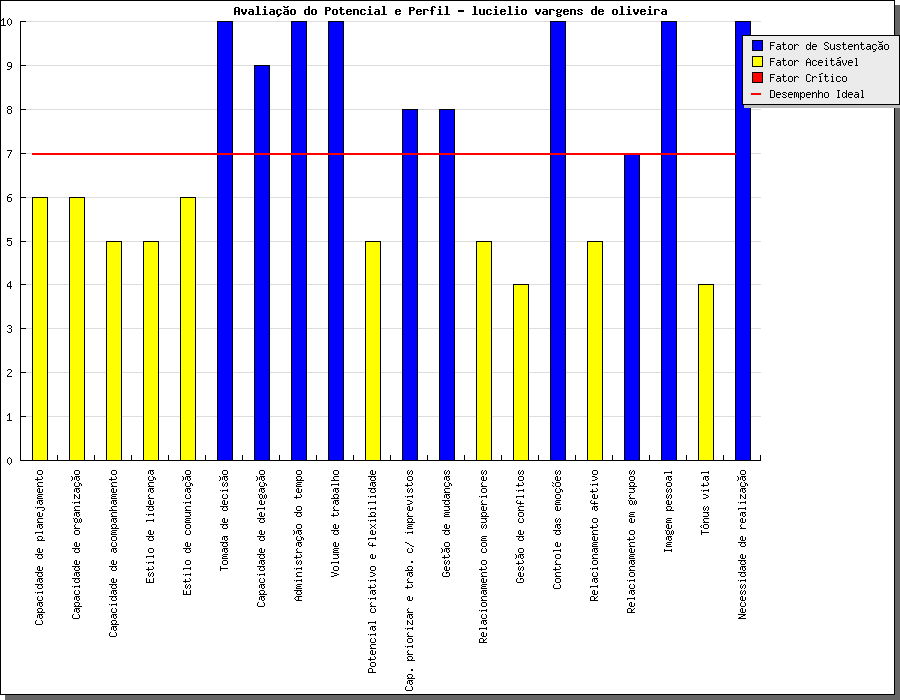 Avaliação do Potencial e Perfil - lucielio vargens de oliveira
Fator de Sustentação
Fator Aceitável
Fator Crítico
Desempenho Ideal
10
9
8
7
6
5
4
3
2
1
0
Capacidade de planejamento
Capacidade de organização
Capacidade de acompanhamento
Estilo de liderança
Estilo de comunicação
Tomada de decisão
Capacidade de delegação
Administração do tempo
Volume de trabalho
Potencial criativo e flexibilidade
Cap. priorizar e trab. c/ imprevistos
Gestão de mudanças
Relacionamento com superiores
Gestão de conflitos
Controle das emoções
Relacionamento afetivo
Relacionamento em grupos
Imagem pessoal
Tônus vital
Necessidade de realização